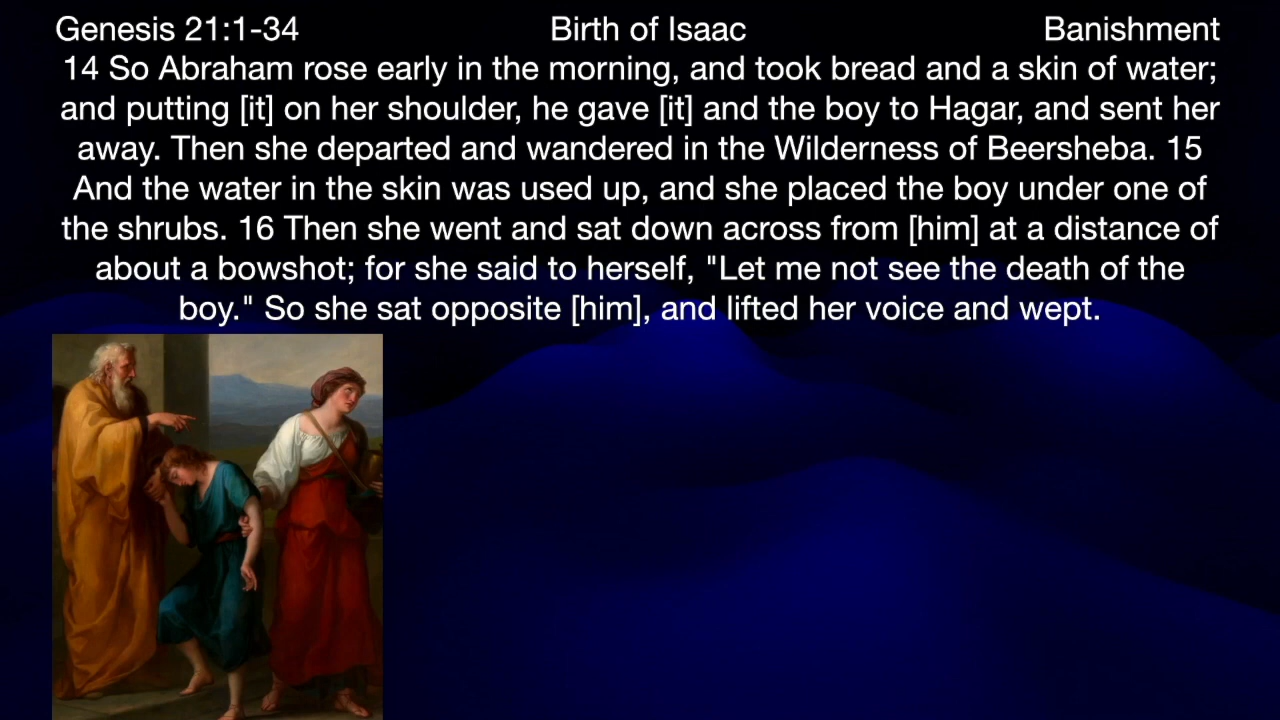 Genesis 21:1-34 Birth of Isaac Banishment
14 So Abraham rose early in the morning, and took bread and a skin of water;
and putting [it] on her shoulder, he gave [it] and the boy to Hagar, and sent her
away. Then she departed and wandered in the Wilderness of Beersheba. 15
And the water in the skin was used up, and she placed the boy under one of
the shrubs. 16 Then she went and sat down across from [him] at a distance of
about a bowshot; for she said to herself, "Let me not see the death of the
boy." So she sat opposite [him], and lifted her voice and wept.